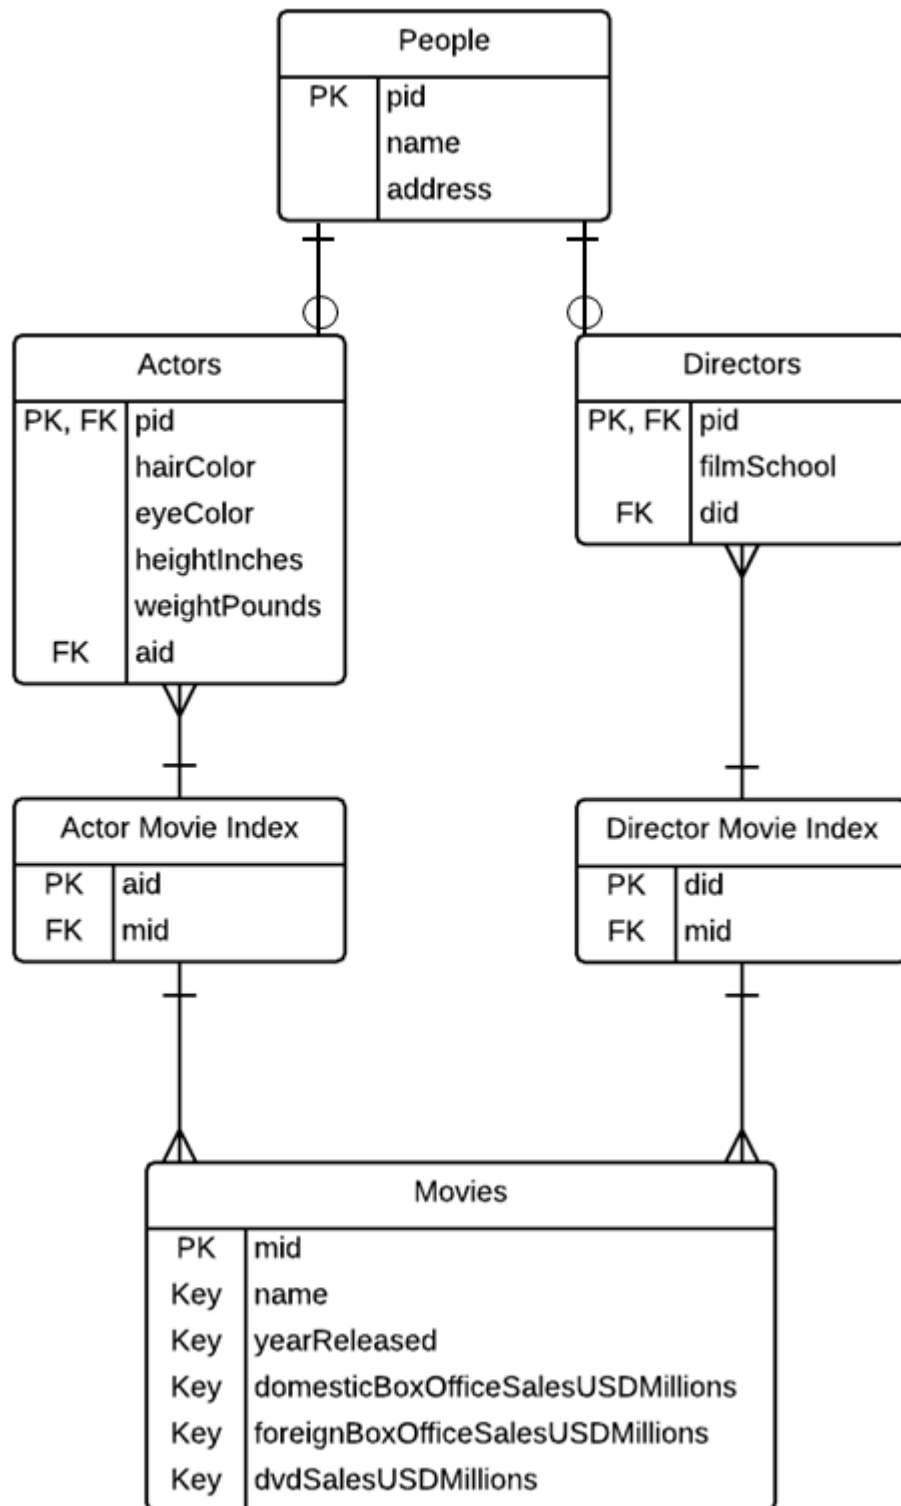 People
PK pid
name
address
Actors
PK, FK pid
hairColor
eyeColor
heightInches
weightPounds
FK aid
Directors
PK, FK pid
filmSchool
FK did
Actor Movie Index
PK aid
FK mid
Director Movie Index
PK did
FK mid
Movies
PK mid
Key name
Key yearReleased
Key domesticBoxOfficeSalesUSDMillions
Key foreignBoxOfficeSalesUSDMillions
Key dvdSalesUSDMillions